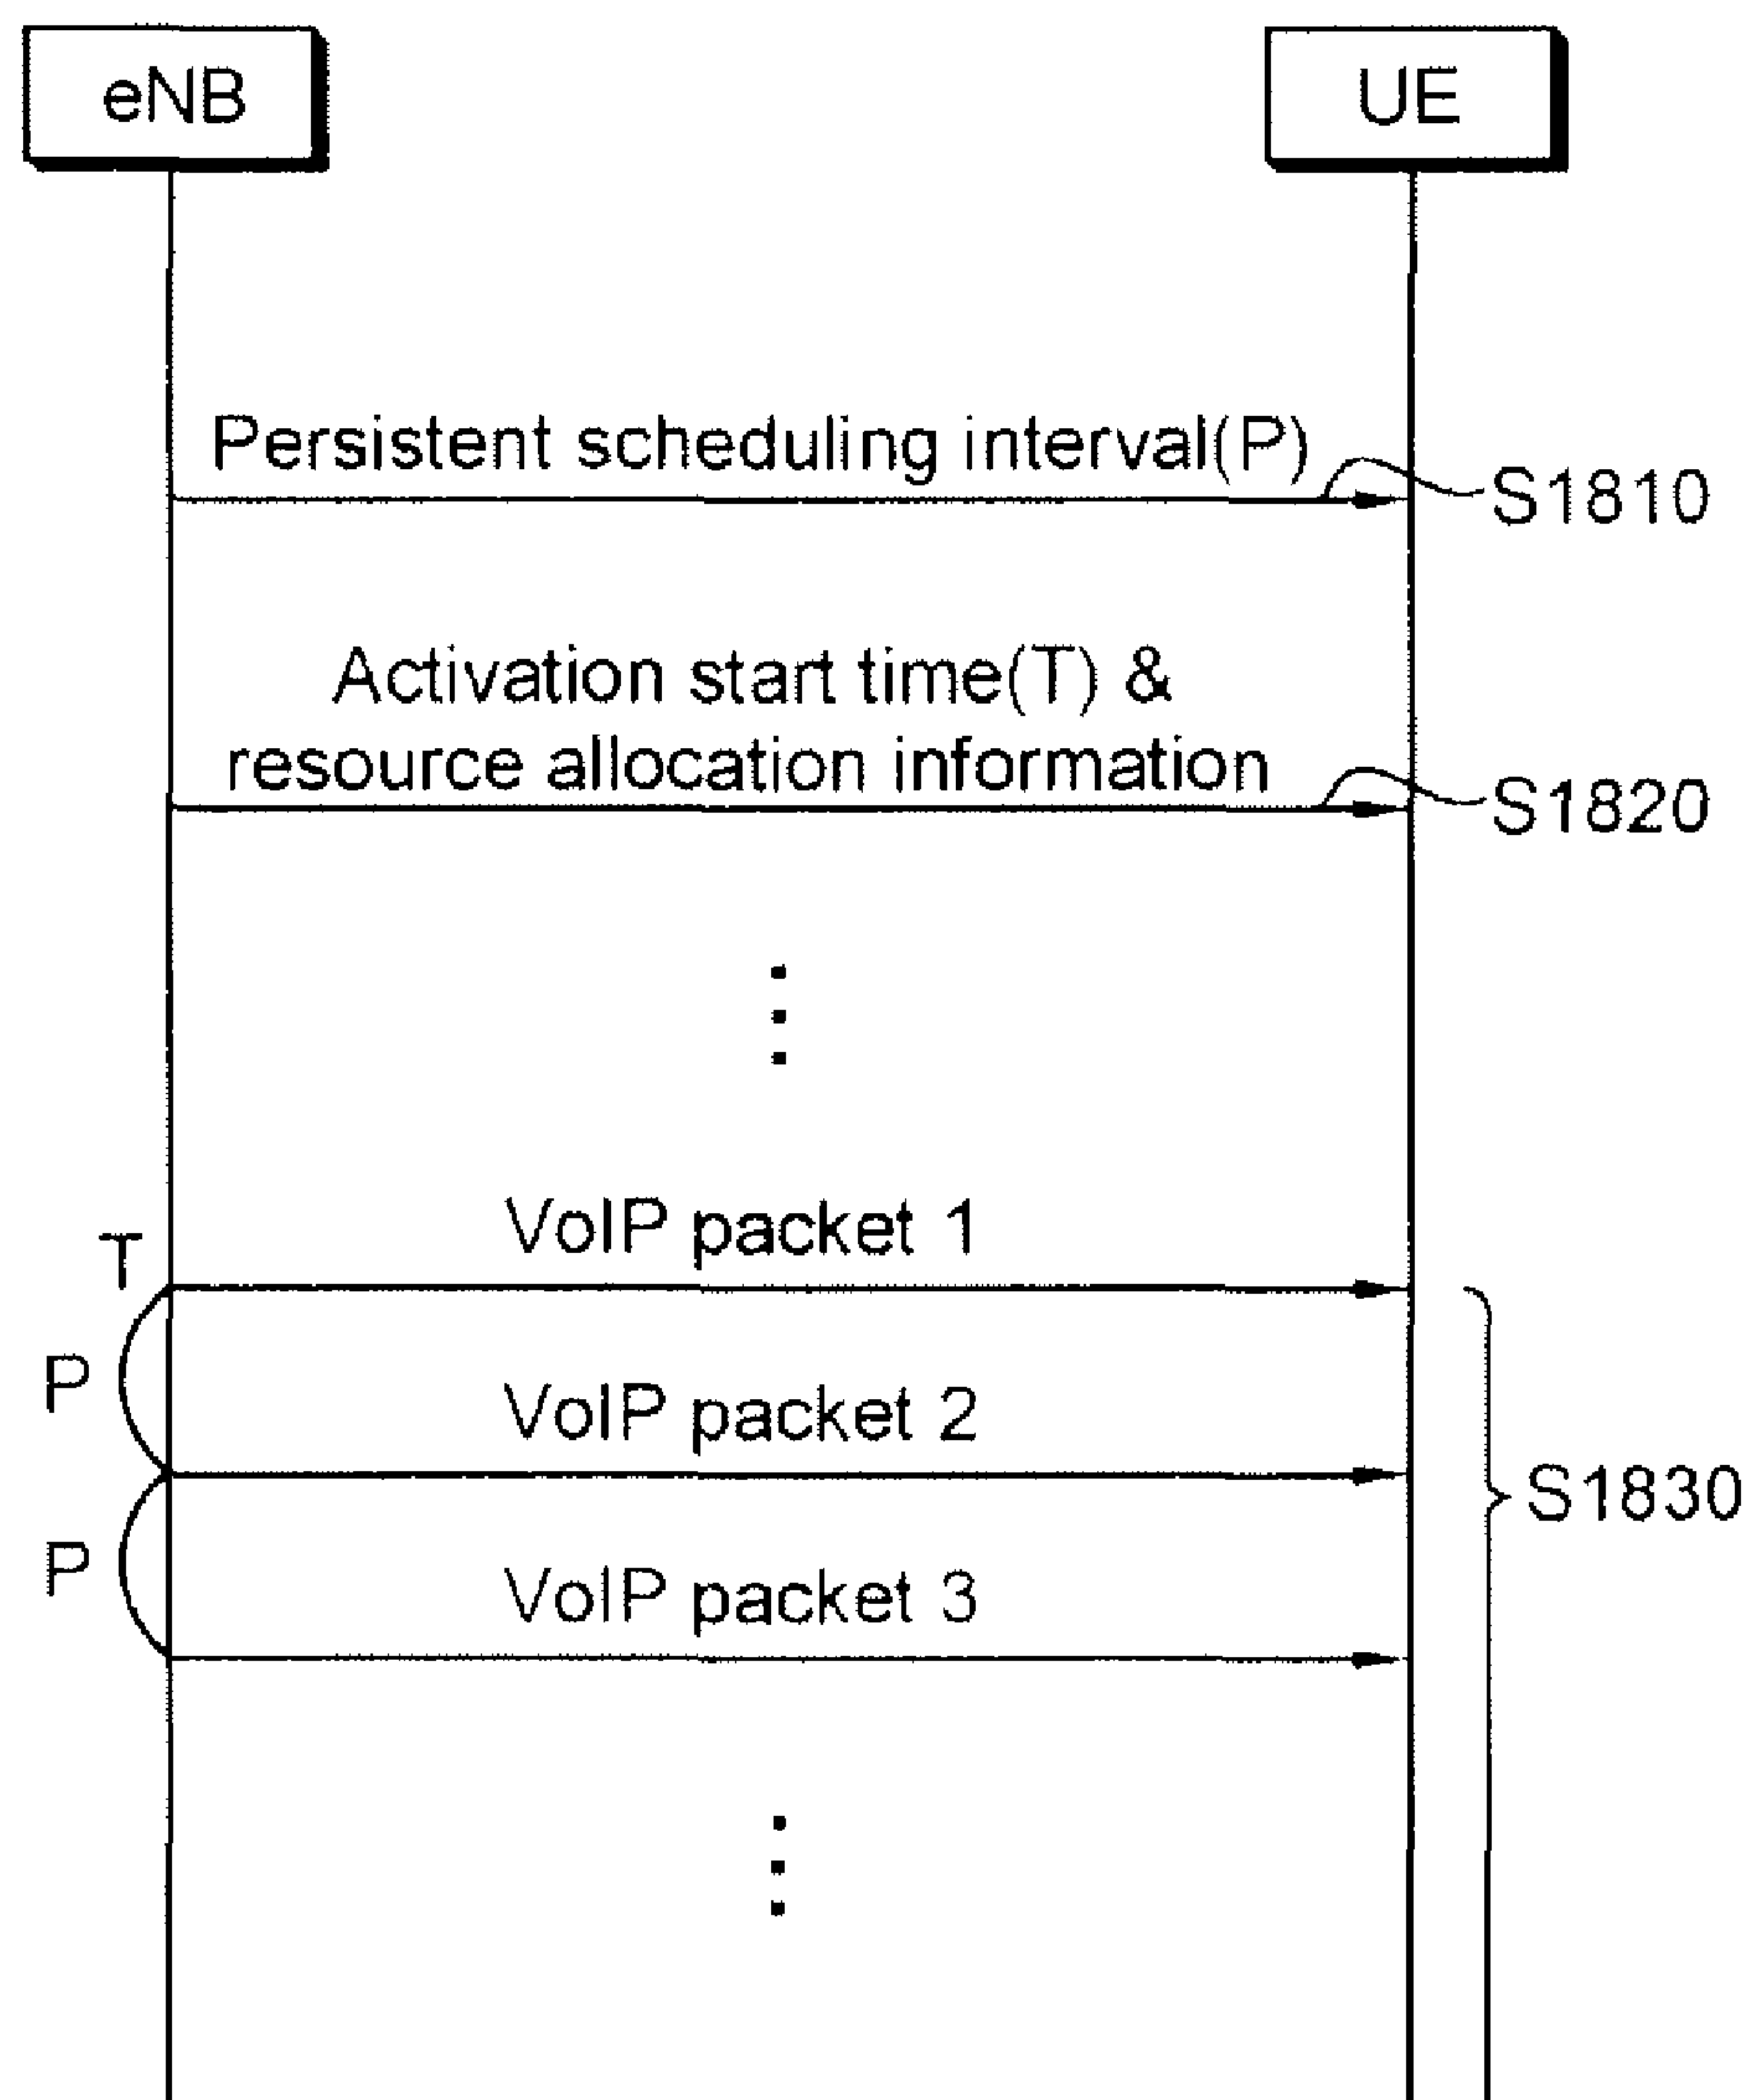 eNB
UE
Persistent scheduling interval(P)
S1810
Activation start time(T) &
resource allocation information
S1820
VoIP packet 1
T
P
VoIP packet 2
S1830
P
VoIP packet 3